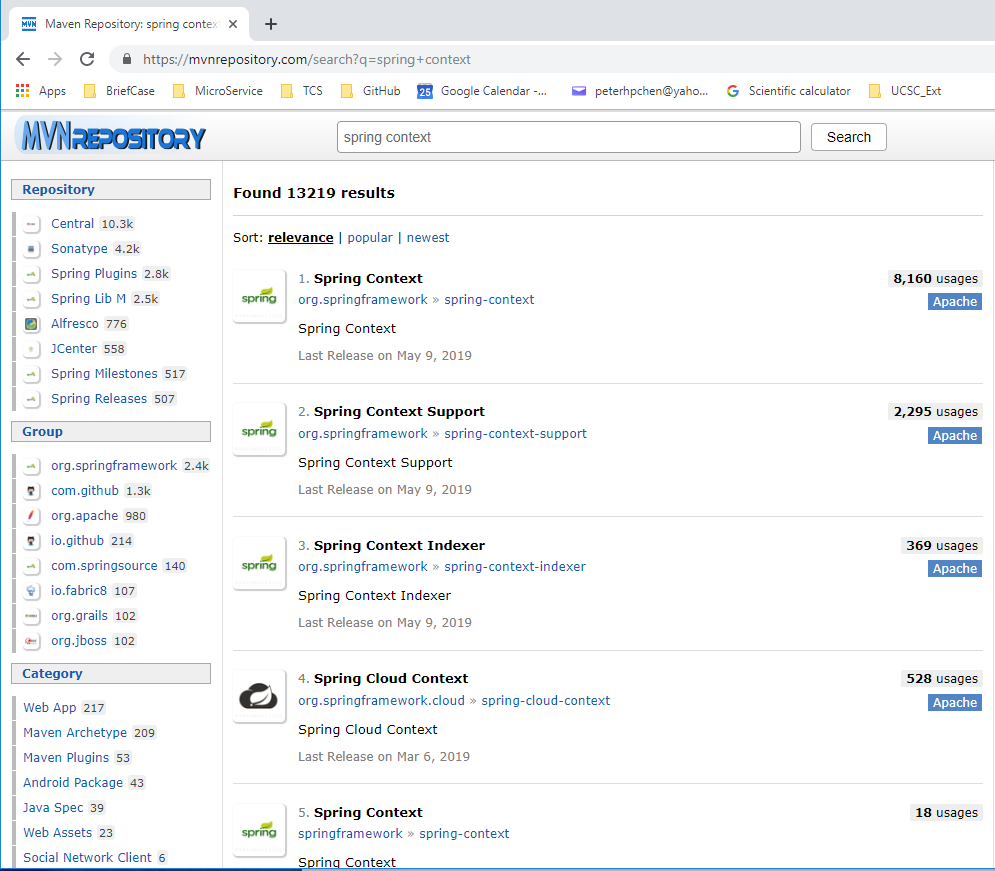 MVN Maven Repository: spring contex
https://mvnrepository.com/search?q=spring+context
Apps BriefCase MicroService TCS GitHub 25 Google Calendar -... peterhpchen@yaho... Scientific calculator UCSC_Ext
MVNREPOSITORY spring context Search
Repository
Central 10.3k
Sonatype 4.2k
Spring Plugins 2.8k
Spring Lib M 2.5k
Alfresco 776
JCenter 558
Spring Milestones 517
Spring Releases 507
Group
org.springframework 2.4k
com.github 1.3k
org.apache 980
io.github 214
com.springsource 140
io.fabric8 107
org.grails 102
org.jboss 102
Category
Web App 217
Maven Archetype 209
Maven Plugins 53
Android Package 43
Java Spec 39
Web Assets 23
Social Network Client 6
Found 13219 results
Sort: relevance | popular | newest
spring
1. Spring Context 8,160 usages
org.springframework » spring-context Apache
Spring Context
Last Release on May 9, 2019
spring
2. Spring Context Support 2,295 usages
org.springframework » spring-context-support Apache
Spring Context Support
Last Release on May 9, 2019
spring
3. Spring Context Indexer 369 usages
org.springframework » spring-context-indexer Apache
Spring Context Indexer
Last Release on May 9, 2019
4. Spring Cloud Context 528 usages
org.springframework.cloud » spring-cloud-context Apache
Spring Cloud Context
Last Release on Mar 6, 2019
spring
5. Spring Context 18 usages
springframework » spring-context
Spring Context